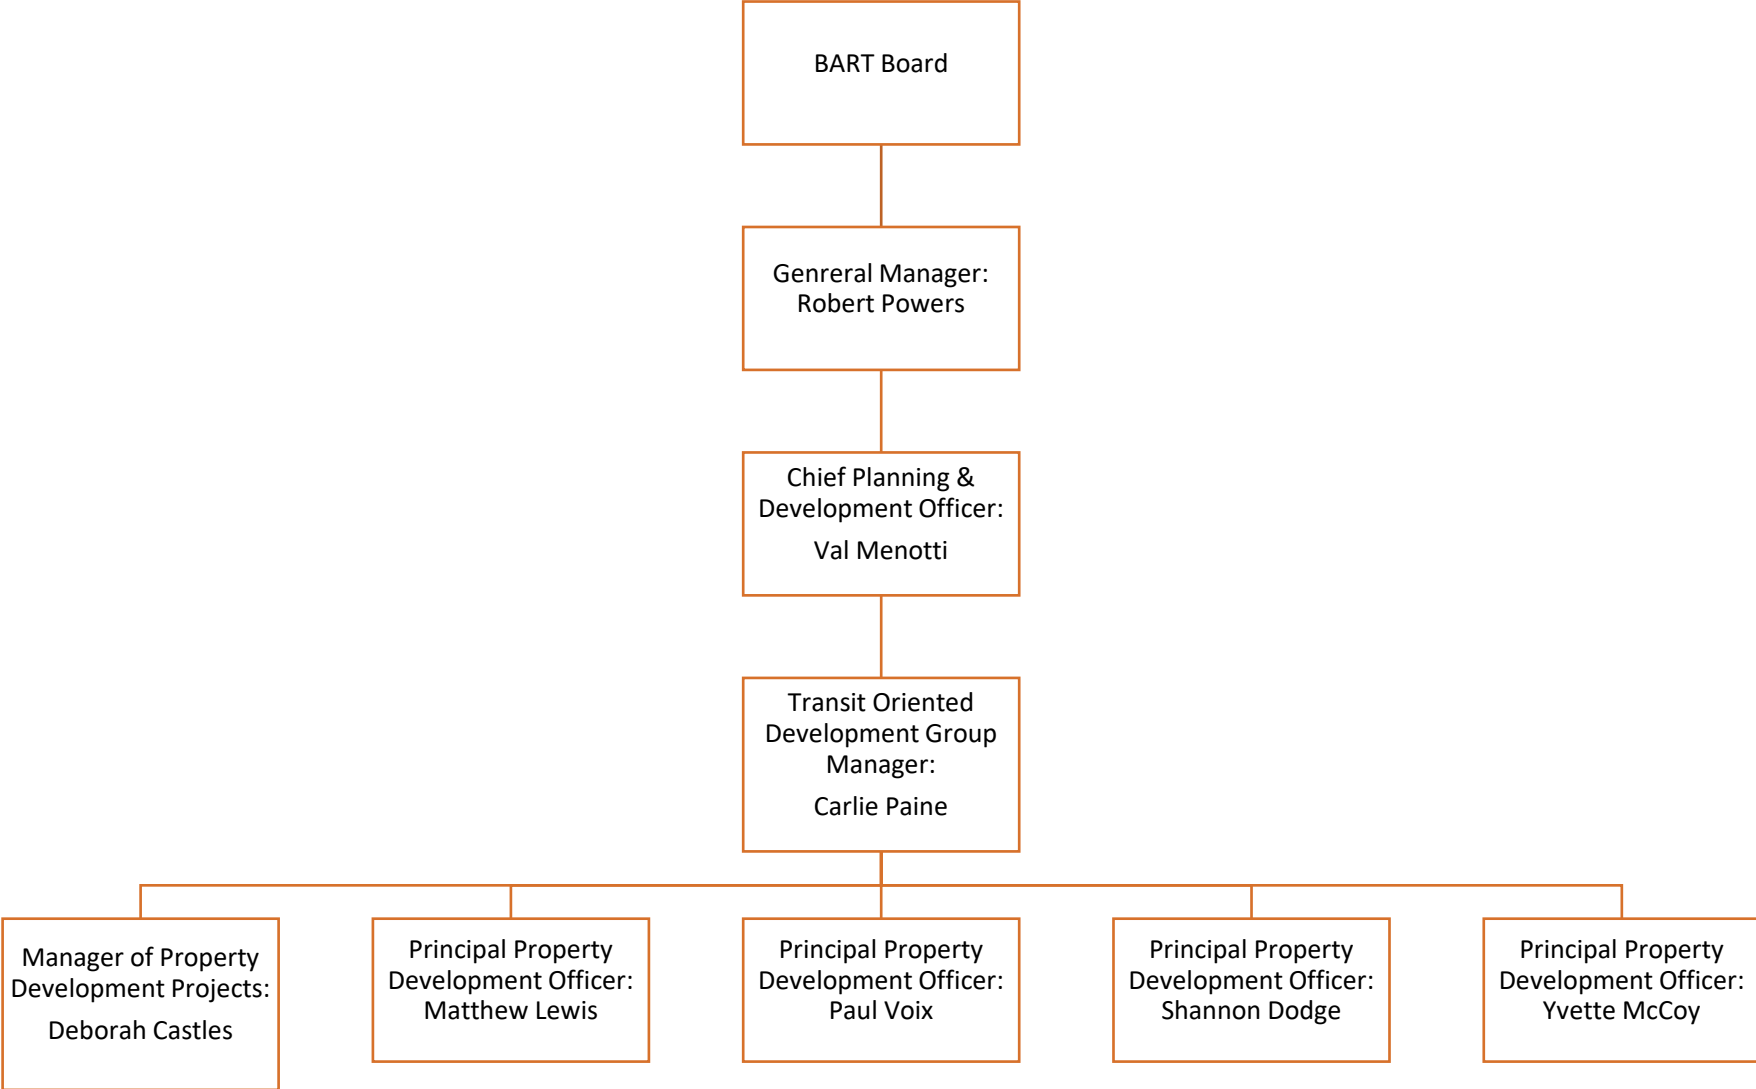 BART Board
Genreral Manager:
Robert Powers
Chief Planning &
Development Officer:
Val Menotti
Transit Oriented
Development Group
Manager:
Carlie Paine
Manager of Property
Development Projects:
Deborah Castles
Principal Property
Development Officer:
Matthew Lewis
Principal Property
Development Officer:
Paul Voix
Principal Property
Development Officer:
Shannon Dodge
Principal Property
Development Officer:
Yvette McCoy